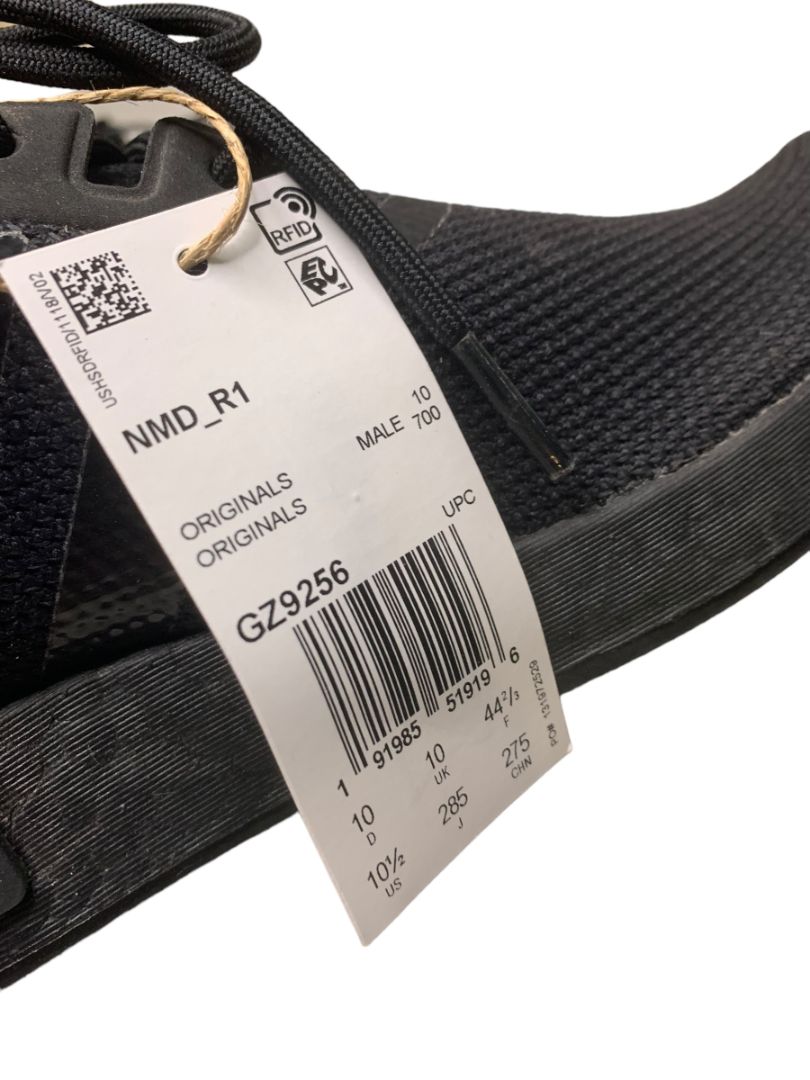 RFID
EPC
USHSDRFID/1118/V02
NMD_R1
MALE 10
700
ORIGINALS
ORIGINALS
UPC
GZ9256
1 91985 51919 6
10 D
10 UK
44²/₃ F
10½ US
285 J
275 CHN
PO# 131972529